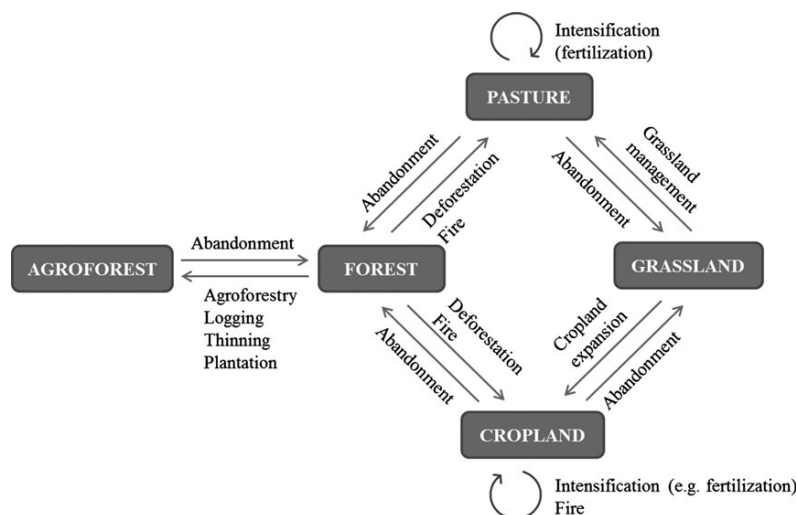 Intensification
(fertilization)
PASTURE
Abandonment
Deforestation
Fire
Abandonment
Grassland
management
Abandonment
AGROFOREST
FOREST
GRASSLAND
Agroforestry
Logging
Thinning
Plantation
Abandonment
Deforestation
Fire
Cropland
expansion
Abandonment
CROPLAND
Intensification (e.g. fertilization)
Fire